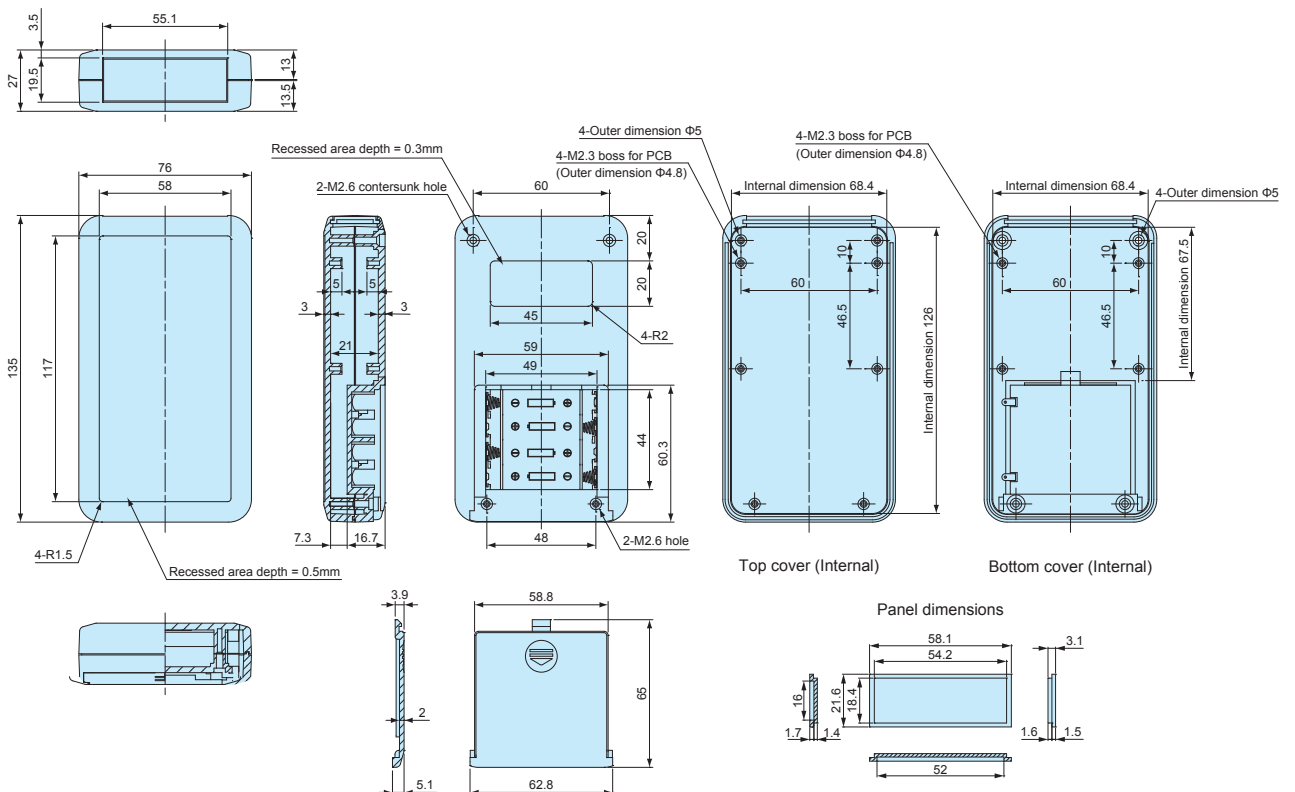 55.1
3.5
27
19.5
13
13.5
76
58
135
117
4-R1.5
Recessed area depth = 0.5mm
Recessed area depth = 0.3mm
2-M2.6 contersunk hole
5
5
3
3
21
7.3
16.7
60
20
20
45
4-R2
59
49
44
60.3
48
2-M2.6 hole
4-Outer dimension Φ5
4-M2.3 boss for PCB
(Outer dimension Φ4.8)
Internal dimension 68.4
10
60
46.5
Internal dimension 126
Top cover (Internal)
4-M2.3 boss for PCB
(Outer dimension Φ4.8)
Internal dimension 68.4
4-Outer dimension Φ5
10
60
46.5
Internal dimension 67.5
Bottom cover (Internal)
3.9
2
5.1
58.8
65
62.8
Panel dimensions
58.1
54.2
3.1
16
21.6
18.4
1.7
1.4
1.6
1.5
52